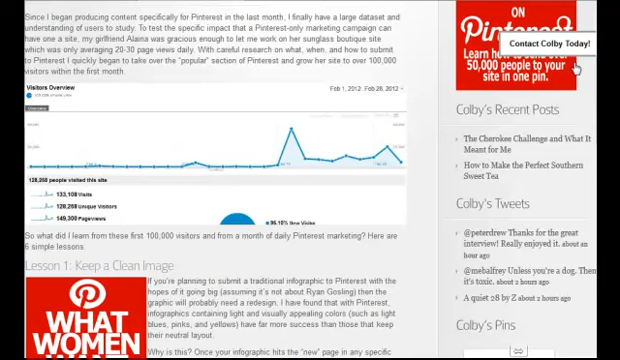 Since I began producing content specifically for Pinterest in the last month, I finally have a large dataset and
understanding of users to study. To test the specific impact that a Pinterest-only marketing campaign can
have one a site, my girlfriend Alaina was gracious enough to let me work on her sunglass boutique site
which was only averaging 20-30 page views daily. With careful research on what, when, and how to submit
to Pinterest I quickly began to take over the "popular" section of Pinterest and grow her site to over 100,000
visitors within the first month.
Visitors Overview
Feb 1, 2012 Feb 29, 2012
128,268 people visited this site
133,108 Visits
128,268 Unique Visitors
149,300 Pageviews
96.10% New Visits
So what did I learn from these first 100,000 visitors and from a month of daily Pinterest marketing? Here are
6 simple lessons.
Lesson 1: Keep a Clean Image
WHAT
WOMEN
If you're planning to submit a traditional infographic to Pinterest with the
hopes of it going big (assuming it's not about Ryan Gosling) then the
graphic will probably need a redesign. I have found that with Pinterest,
infographics containing light and visually appealing colors (such as light
blues, pinks, and yellows) have far more success than those that keep
their neutral layout.
Why is this? Once your infographic hits the "new" page in any specific
ON
Pinterest
Contact Colby Today!
Learn how to send over
50,000 people to your
site in one pin.
Colby's Recent Posts
The Cherokee Challenge and What It
Meant for Me
How to Make the Perfect Southern
Sweet Tea
Colby's Tweets
@peterdrew Thanks for the great
interview! Really enjoyed it. about an
hour ago
@mebalfrey Unless you're a dog. Then
it's toxic. about 2 hours ago
A quiet 28 by Z about 2 hours ago
Colby's Pins